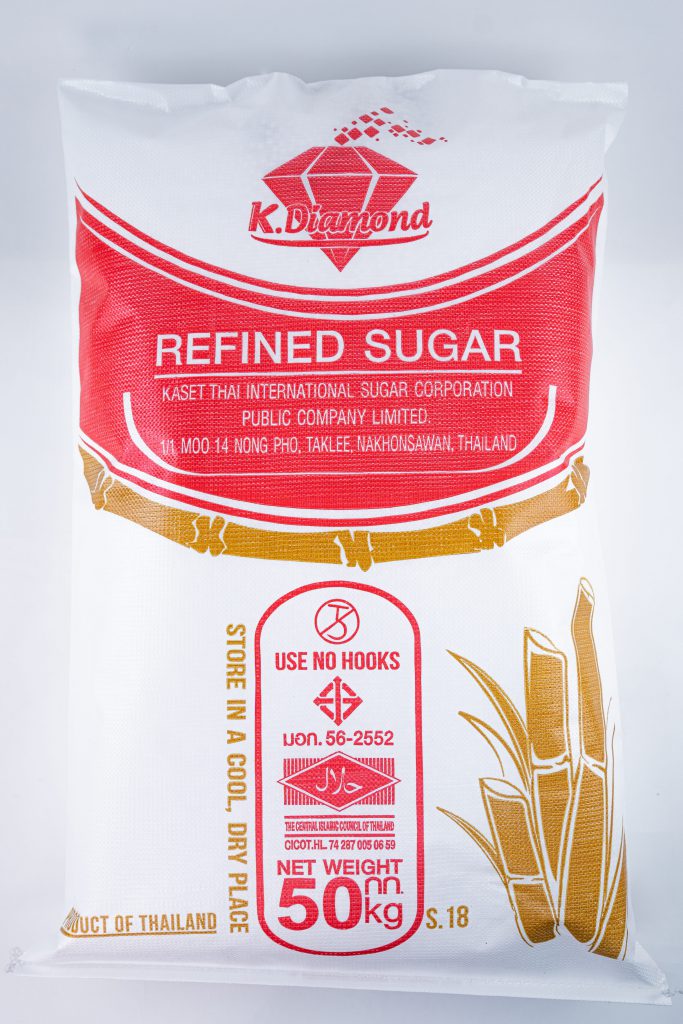 K.Diamond
REFINED SUGAR
KASET THAI INTERNATIONAL SUGAR CORPORATION
PUBLIC COMPANY LIMITED.
1/1 MOO 14 NONG PHO, TAKLEE, NAKHONSAWAN, THAILAND
USE NO HOOKS
มอก. 56-2552
حلال
THE CENTRAL ISLAMIC COUNCIL OF THAILAND
CICOT.HL. 74 287 005 06 59
NET WEIGHT
50 กก.
kg
STORE IN A COOL, DRY PLACE
S.18
OF THAILAND